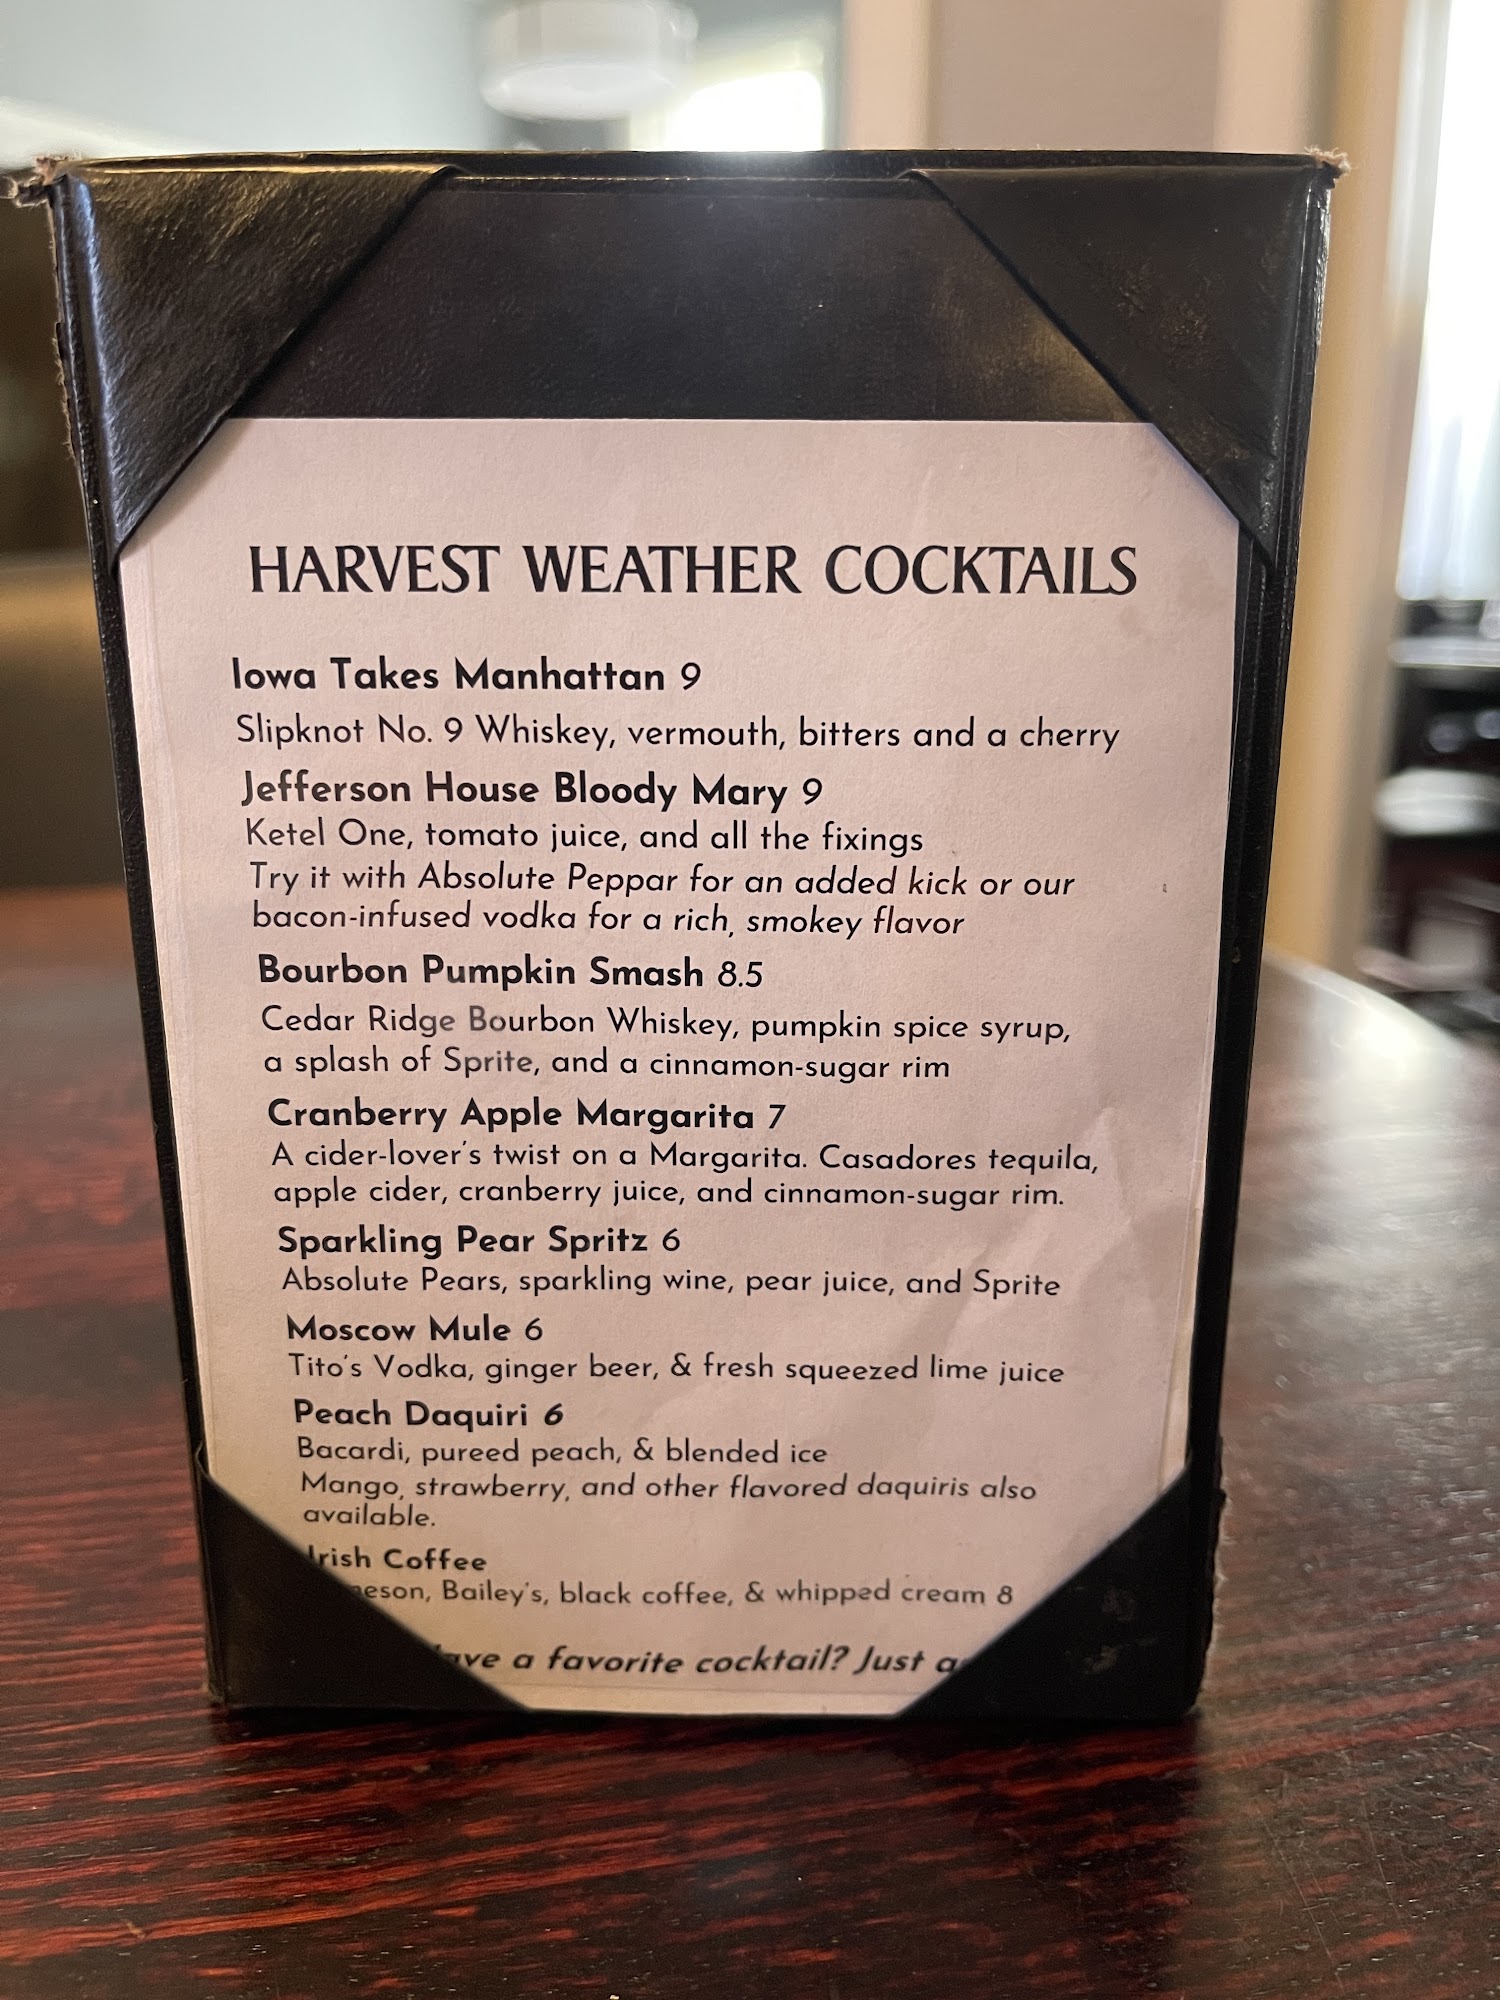 HARVEST WEATHER COCKTAILS
Iowa Takes Manhattan 9
Slipknot No. 9 Whiskey, vermouth, bitters and a cherry
Jefferson House Bloody Mary 9
Ketel One, tomato juice, and all the fixings
Try it with Absolute Peppar for an added kick or our
bacon-infused vodka for a rich, smokey flavor
Bourbon Pumpkin Smash 8.5
Cedar Ridge Bourbon Whiskey, pumpkin spice syrup,
a splash of Sprite, and a cinnamon-sugar rim
Cranberry Apple Margarita 7
A cider-lover's twist on a Margarita. Casadores tequila,
apple cider, cranberry juice, and cinnamon-sugar rim.
Sparkling Pear Spritz 6
Absolute Pears, sparkling wine, pear juice, and Sprite
Moscow Mule 6
Tito's Vodka, ginger beer, & fresh squeezed lime juice
Peach Daquiri 6
Bacardi, pureed peach, & blended ice
Mango, strawberry, and other flavored daquiris also
available.
Irish Coffee
Bailey's, black coffee, & whipped cream 8
a favorite cocktail? Just